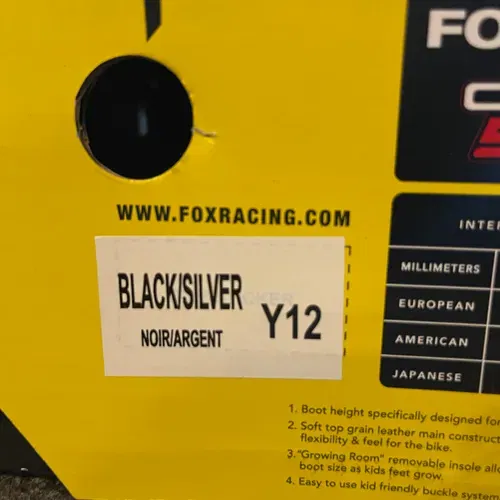 FO
WWW.FOXRACING.COM
BLACK/SILVER
NOIR/ARGENT
Y12
INTER
MILLIMETERS
EUROPEAN
AMERICAN
JAPANESE
1. Boot height specifically designed for
2. Soft top grain leather main construct
flexibility & feel for the bike.
3."Growing Room" removable insole all
boot size as kids feet grow.
4. Easy to use kid friendly buckle system